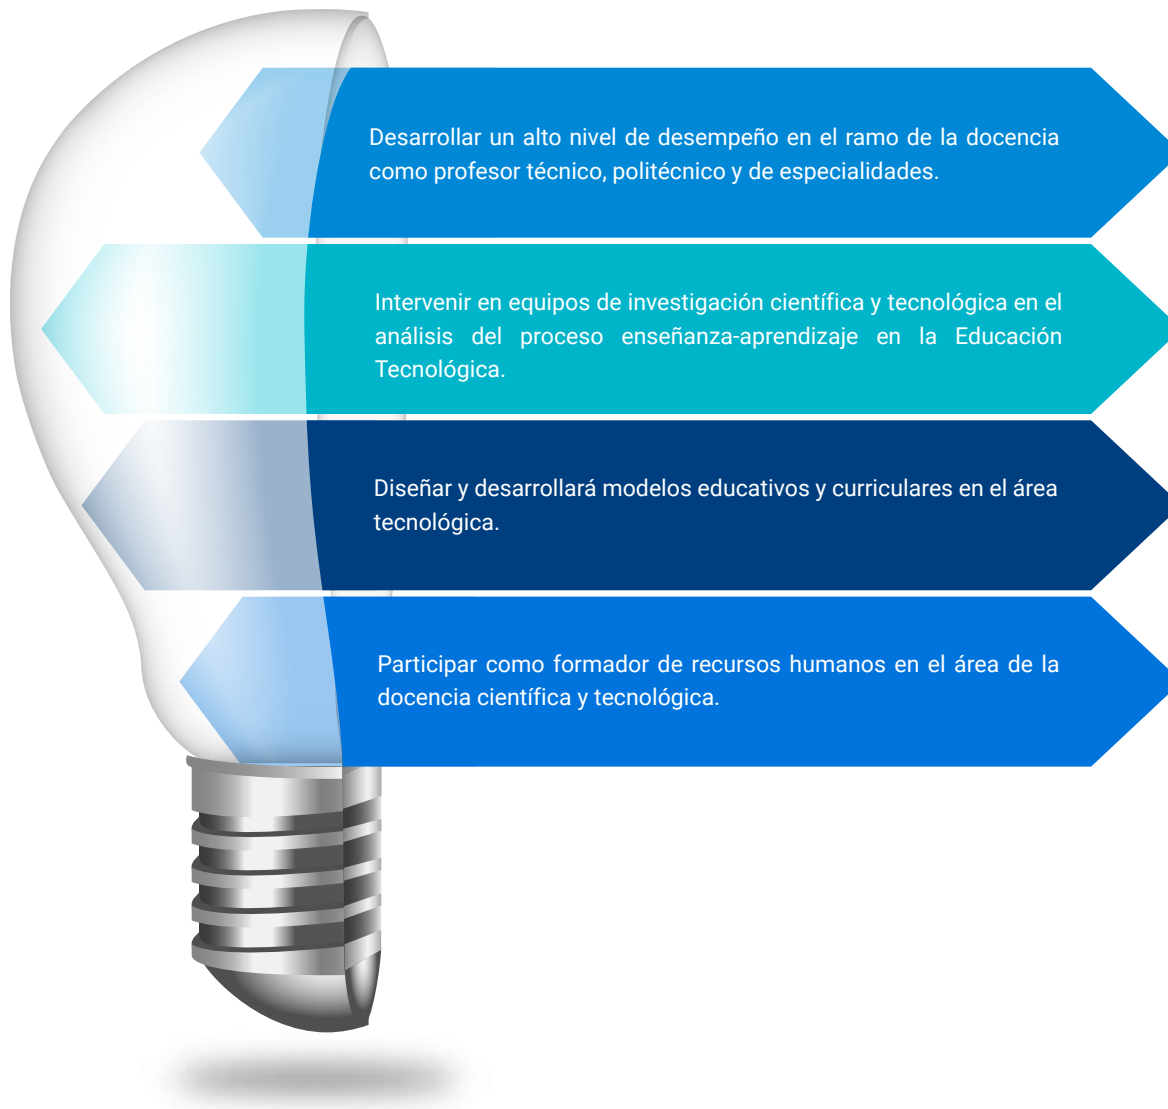 Desarrollar un alto nivel de desempeño en el ramo de la docencia
como profesor técnico, politécnico y de especialidades.
Intervenir en equipos de investigación científica y tecnológica en el
análisis del proceso enseñanza-aprendizaje en la Educación
Tecnológica.
Diseñar y desarrollará modelos educativos y curriculares en el área
tecnológica.
Participar como formador de recursos humanos en el área de la
docencia científica y tecnológica.